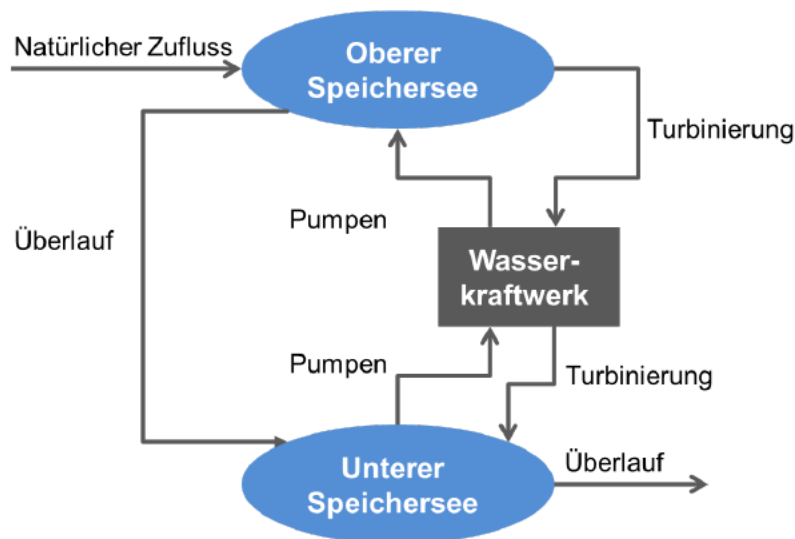 Natürlicher Zufluss
Oberer
Speichersee
Turbinierung
Pumpen
Überlauf
Wasser-
kraftwerk
Pumpen
Turbinierung
Unterer
Speichersee
Überlauf